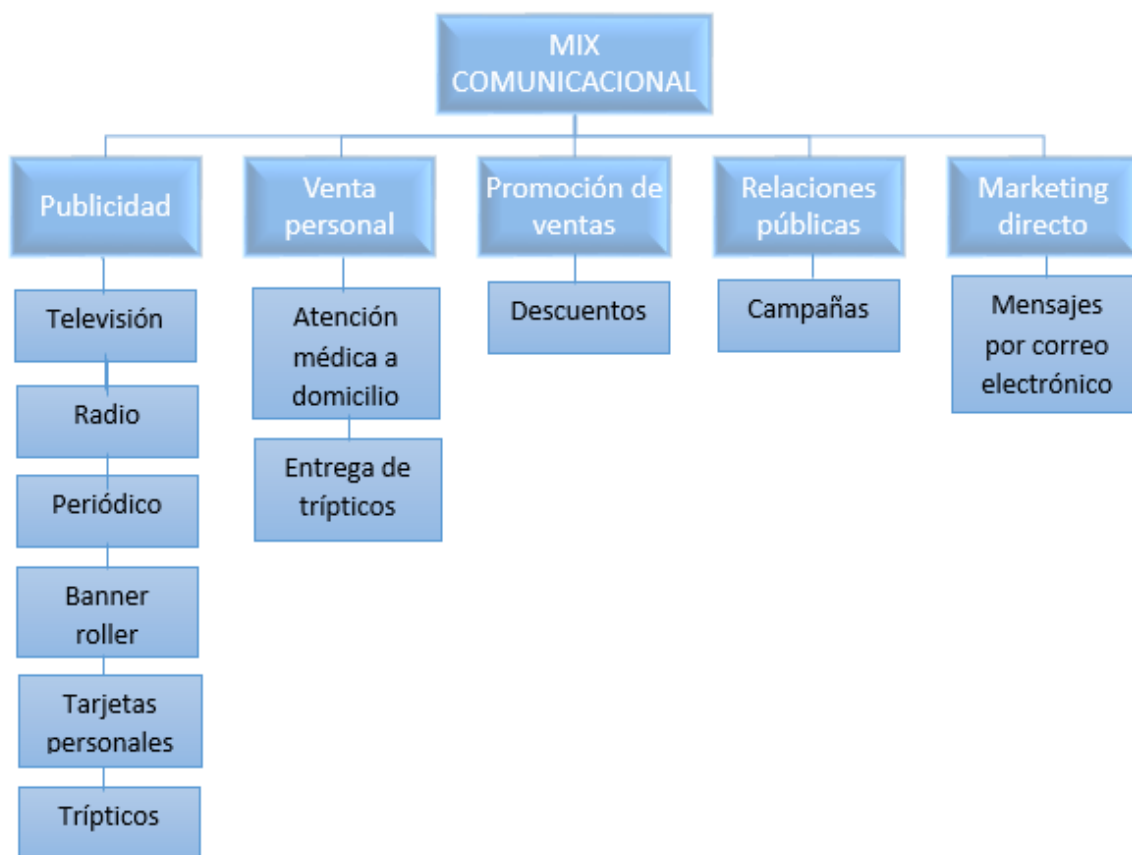 MIX
COMUNICACIONAL
Publicidad
Venta
personal
Promoción de
ventas
Relaciones
públicas
Marketing
directo
Televisión
Radio
Periódico
Banner
roller
Tarjetas
personales
Trípticos
Atención
médica a
domicilio
Entrega de
trípticos
Descuentos
Campañas
Mensajes
por correo
electrónico